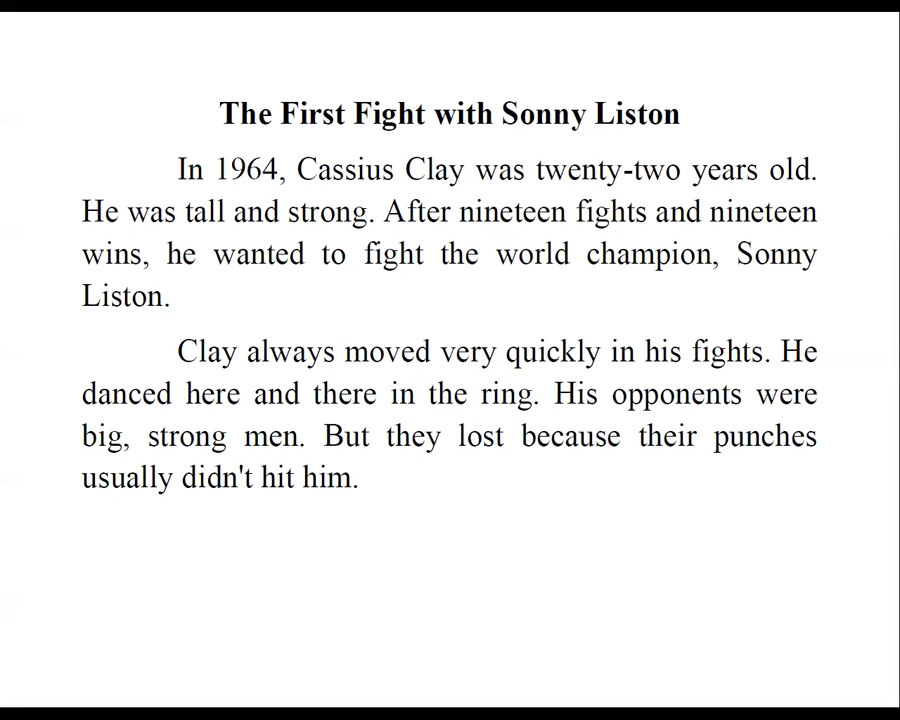 The First Fight with Sonny Liston
In 1964, Cassius Clay was twenty-two years old.
He was tall and strong. After nineteen fights and nineteen
wins, he wanted to fight the world champion, Sonny
Liston.
Clay always moved very quickly in his fights. He
danced here and there in the ring. His opponents were
big, strong men. But they lost because their punches
usually didn't hit him.